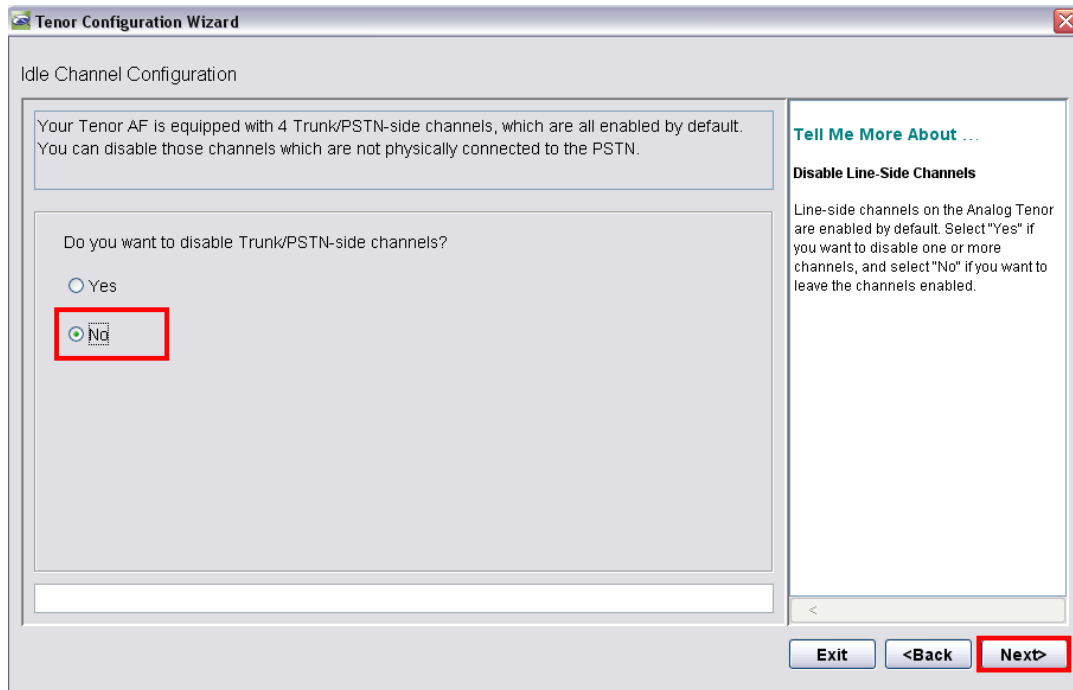 Tenor Configuration Wizard
Idle Channel Configuration
Your Tenor AF is equipped with 4 Trunk/PSTN-side channels, which are all enabled by default.
You can disable those channels which are not physically connected to the PSTN.
Do you want to disable Trunk/PSTN-side channels?
Yes
No
Tell Me More About ...
Disable Line-Side Channels
Line-side channels on the Analog Tenor
are enabled by default. Select "Yes" if
you want to disable one or more
channels, and select "No" if you want to
leave the channels enabled.
<
Exit
<Back
Next>